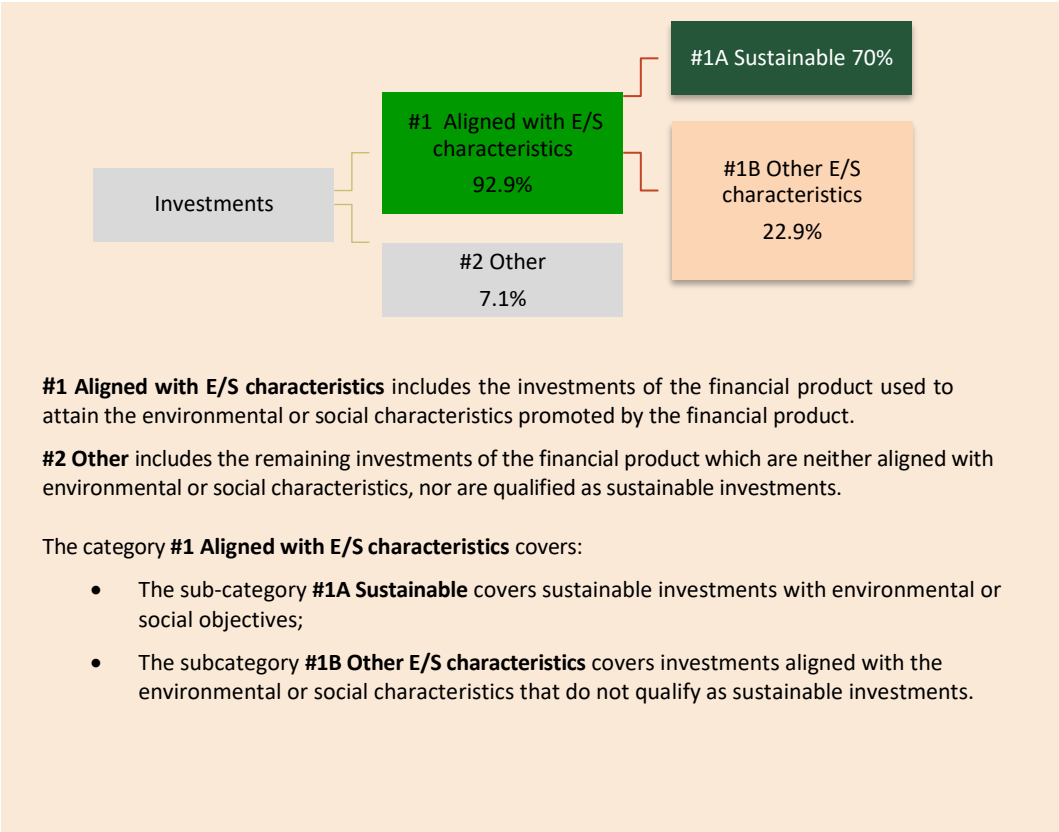 #1A Sustainable 70%
#1 Aligned with E/S
characteristics
92.9%
#1B Other E/S
characteristics
22.9%
Investments
#2 Other
7.1%
#1 Aligned with E/S characteristics includes the investments of the financial product used to
attain the environmental or social characteristics promoted by the financial product.
#2 Other includes the remaining investments of the financial product which are neither aligned with
environmental or social characteristics, nor are qualified as sustainable investments.
The category #1 Aligned with E/S characteristics covers:
• The sub-category #1A Sustainable covers sustainable investments with environmental or
social objectives;
• The subcategory #1B Other E/S characteristics covers investments aligned with the
environmental or social characteristics that do not qualify as sustainable investments.